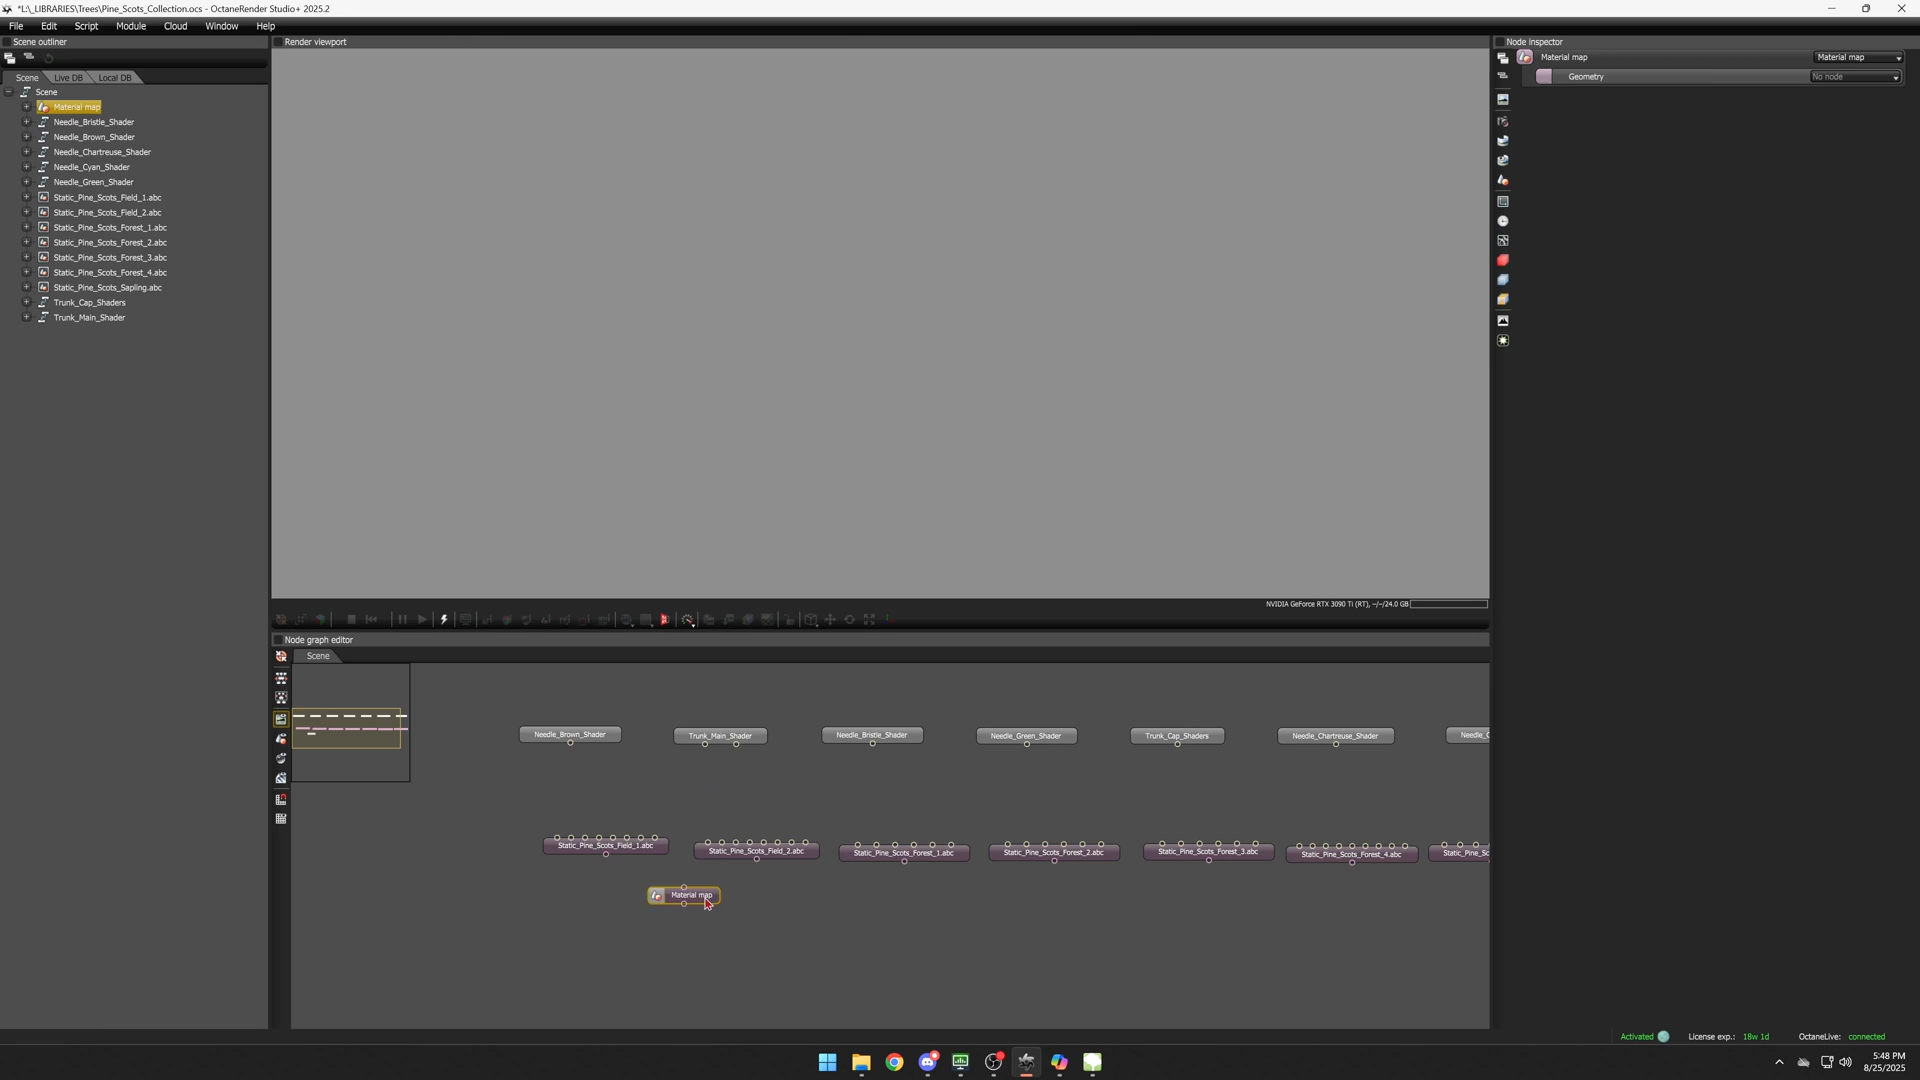 *L:\_LIBRARIES\Trees\Pine_Scots_Collection.ocs - OctaneRender Studio+ 2025.2
File Edit Script Module Cloud Window Help
Scene outliner
Render viewport
Node inspector
Material map Material map
Geometry No node
Scene Live DB Local DB
Scene
Material map
Needle_Bristle_Shader
Needle_Brown_Shader
Needle_Chartreuse_Shader
Needle_Cyan_Shader
Needle_Green_Shader
Static_Pine_Scots_Field_1.abc
Static_Pine_Scots_Field_2.abc
Static_Pine_Scots_Forest_1.abc
Static_Pine_Scots_Forest_2.abc
Static_Pine_Scots_Forest_3.abc
Static_Pine_Scots_Forest_4.abc
Static_Pine_Scots_Sapling.abc
Trunk_Cap_Shaders
Trunk_Main_Shader
NVIDIA GeForce RTX 3090 Ti (RT), -/-/24.0 GB
Node graph editor
Scene
Needle_Brown_Shader Trunk_Main_Shader Needle_Bristle_Shader Needle_Green_Shader Trunk_Cap_Shaders Needle_Chartreuse_Shader Needle_C
Static_Pine_Scots_Field_1.abc Static_Pine_Scots_Field_2.abc Static_Pine_Scots_Forest_1.abc Static_Pine_Scots_Forest_2.abc Static_Pine_Scots_Forest_3.abc Static_Pine_Scots_Forest_4.abc Static_Pine_Sc
Material map
Activated License exp.: 18w 1d OctaneLive: connected
5:48 PM
8/25/2025